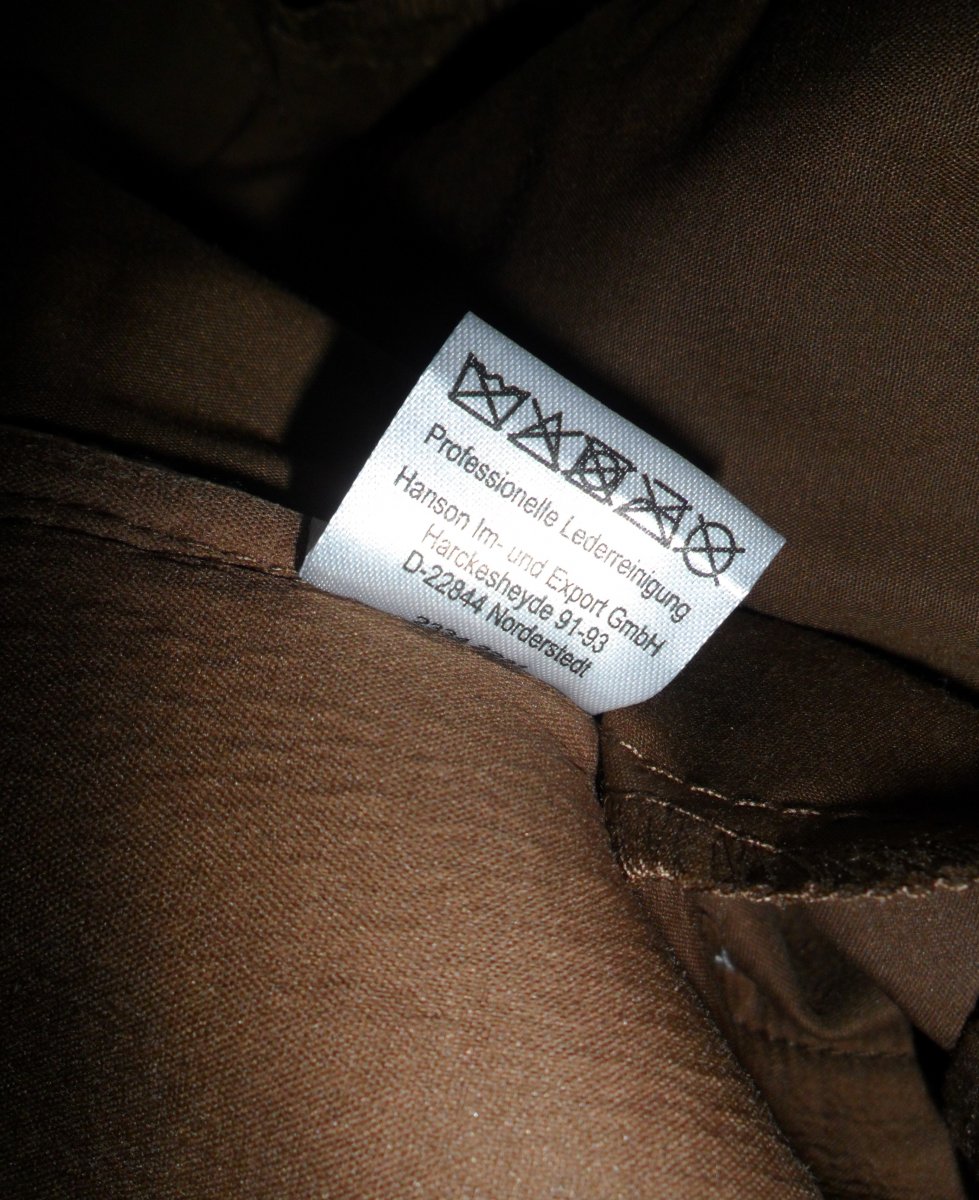 Professionelle Lederreinigung
Hanson Im- und Export GmbH
Harckesheyde 91-93
D-22844 Norderstedt